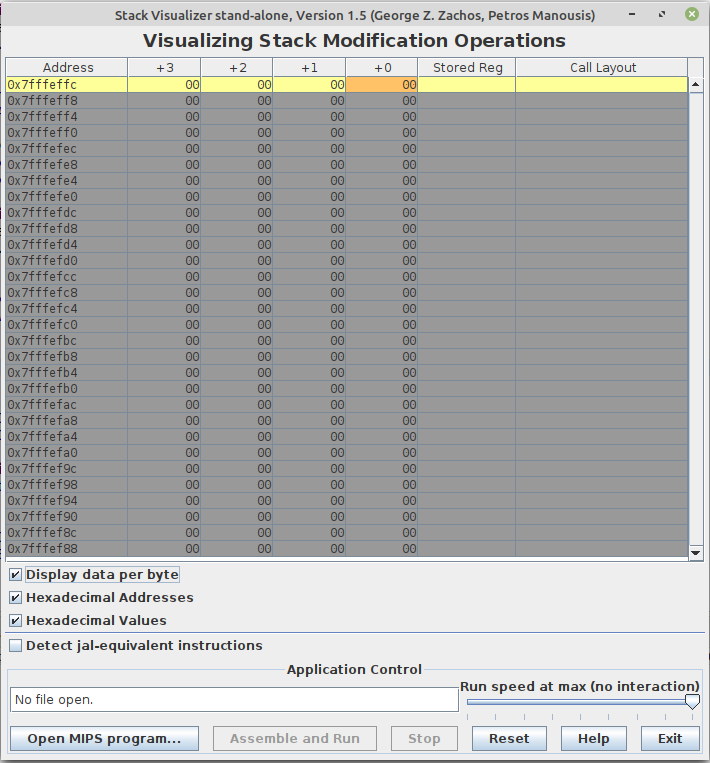 Stack Visualizer stand-alone, Version 1.5 (George Z. Zachos, Petros Manousis)
Visualizing Stack Modification Operations
Address +3 +2 +1 +0 Stored Reg Call Layout
0x7fffeffc 00 00 00 00
0x7fffeff8 00 00 00 00
0x7fffeff4 00 00 00 00
0x7fffeff0 00 00 00 00
0x7fffefec 00 00 00 00
0x7fffefe8 00 00 00 00
0x7fffefe4 00 00 00 00
0x7fffefe0 00 00 00 00
0x7fffefdc 00 00 00 00
0x7fffefd8 00 00 00 00
0x7fffefd4 00 00 00 00
0x7fffefd0 00 00 00 00
0x7fffefcc 00 00 00 00
0x7fffefc8 00 00 00 00
0x7fffefc4 00 00 00 00
0x7fffefc0 00 00 00 00
0x7fffefbc 00 00 00 00
0x7fffefb8 00 00 00 00
0x7fffefb4 00 00 00 00
0x7fffefb0 00 00 00 00
0x7fffefac 00 00 00 00
0x7fffefa8 00 00 00 00
0x7fffefa4 00 00 00 00
0x7fffefa0 00 00 00 00
0x7fffef9c 00 00 00 00
0x7fffef98 00 00 00 00
0x7fffef94 00 00 00 00
0x7fffef90 00 00 00 00
0x7fffef8c 00 00 00 00
0x7fffef88 00 00 00 00
Display data per byte
Hexadecimal Addresses
Hexadecimal Values
Detect jal-equivalent instructions
Application Control
No file open.
Run speed at max (no interaction)
Open MIPS program... Assemble and Run Stop Reset Help Exit